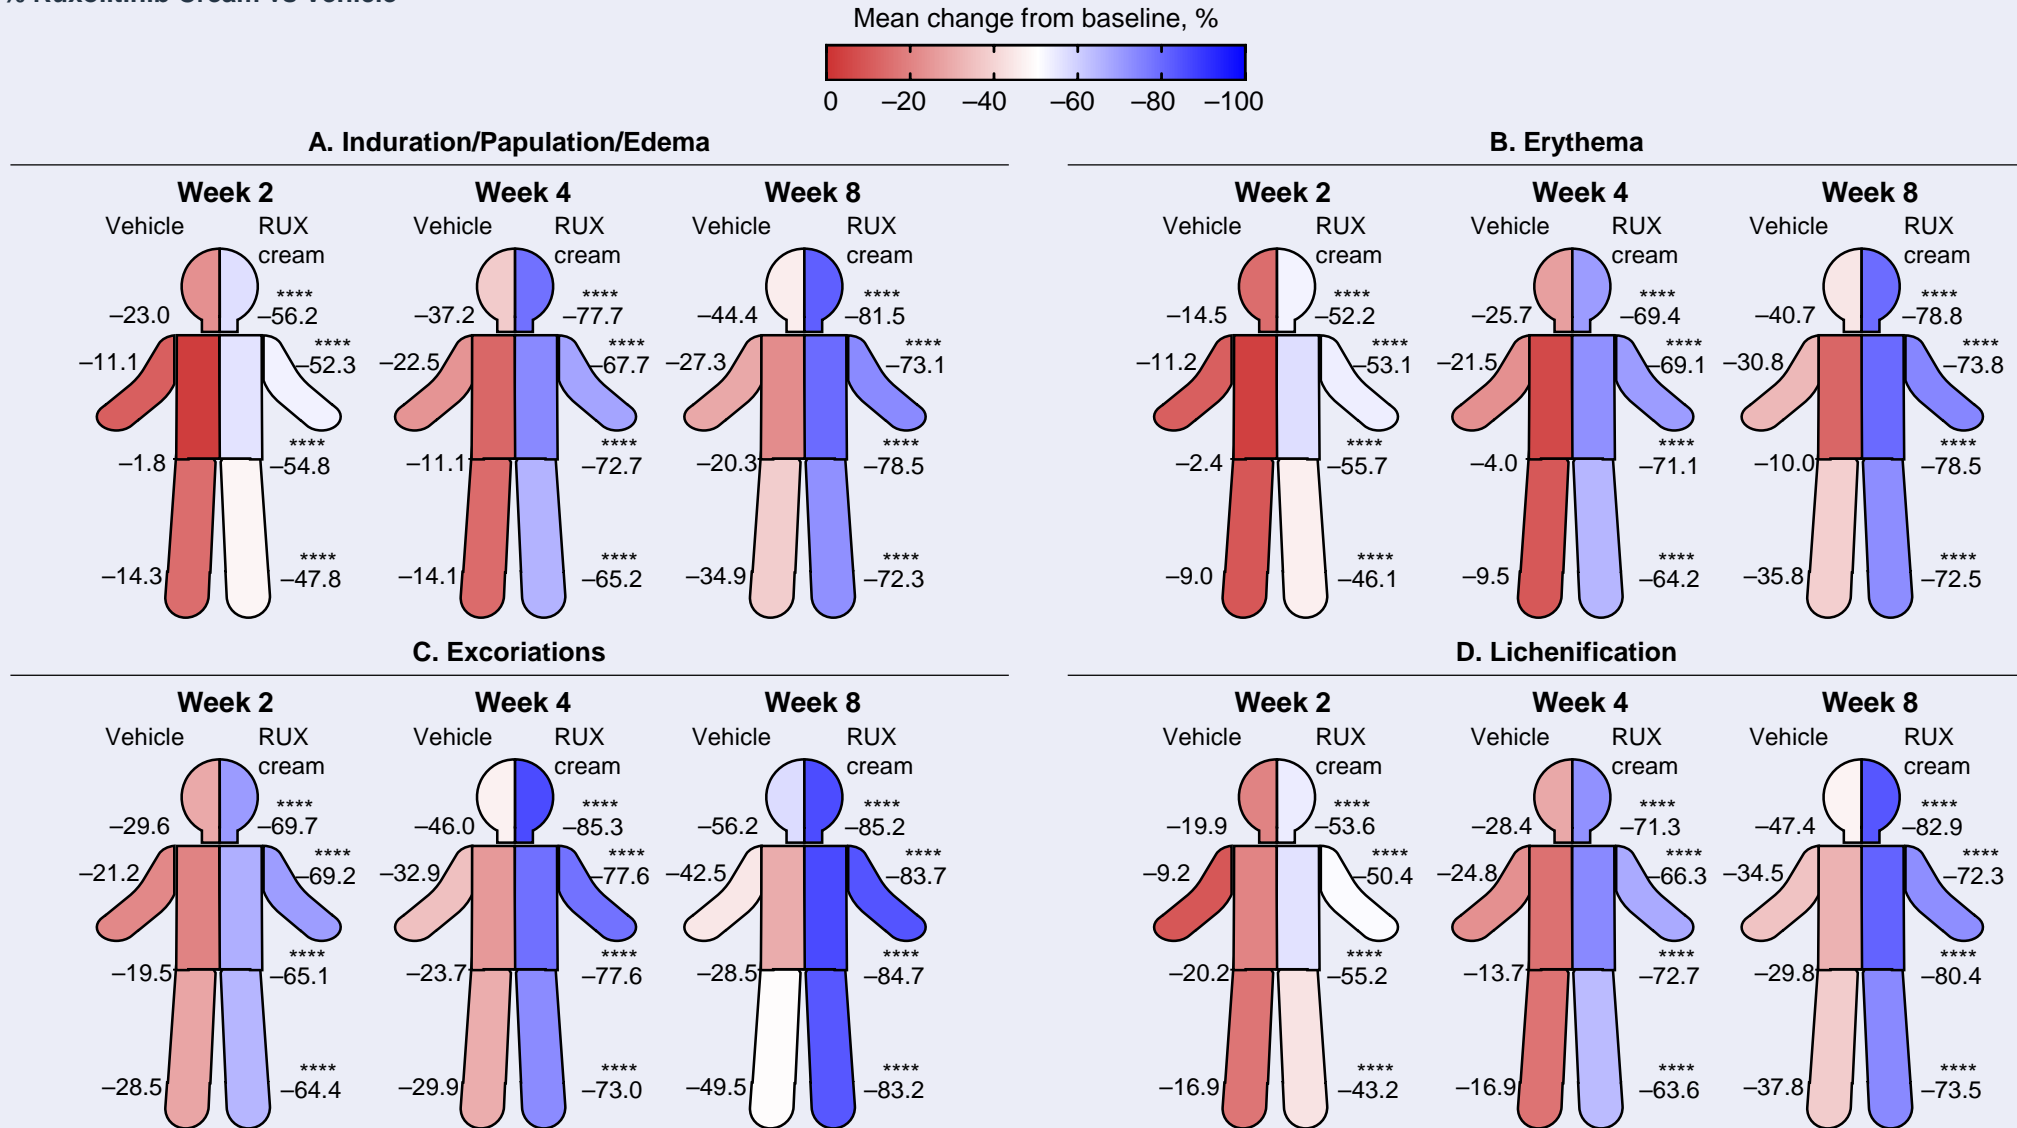 % Ruxolitinib Cream vs Vehicle
Mean change from baseline, %
0 –20 –40 –60 –80 –100
A. Induration/Papulation/Edema
Week 2 Week 4 Week 8
Vehicle RUX cream Vehicle RUX cream Vehicle RUX cream
**** **** ****
–23.0 –56.2 –37.2 –77.7 –44.4 –81.5
**** **** ****
–11.1 –52.3 –22.5 –67.7 –27.3 –73.1
**** **** ****
–1.8 –54.8 –11.1 –72.7 –20.3 –78.5
**** **** ****
–14.3 –47.8 –14.1 –65.2 –34.9 –72.3
B. Erythema
Week 2 Week 4 Week 8
Vehicle RUX cream Vehicle RUX cream Vehicle RUX cream
**** **** ****
–14.5 –52.2 –25.7 –69.4 –40.7 –78.8
**** **** ****
–11.2 –53.1 –21.5 –69.1 –30.8 –73.8
**** **** ****
–2.4 –55.7 –4.0 –71.1 –10.0 –78.5
**** **** ****
–9.0 –46.1 –9.5 –64.2 –35.8 –72.5
C. Excoriations
Week 2 Week 4 Week 8
Vehicle RUX cream Vehicle RUX cream Vehicle RUX cream
**** **** ****
–29.6 –69.7 –46.0 –85.3 –56.2 –85.2
**** **** ****
–21.2 –69.2 –32.9 –77.6 –42.5 –83.7
**** **** ****
–19.5 –65.1 –23.7 –77.6 –28.5 –84.7
**** **** ****
–28.5 –64.4 –29.9 –73.0 –49.5 –83.2
D. Lichenification
Week 2 Week 4 Week 8
Vehicle RUX cream Vehicle RUX cream Vehicle RUX cream
**** **** ****
–19.9 –53.6 –28.4 –71.3 –47.4 –82.9
**** **** ****
–9.2 –50.4 –24.8 –66.3 –34.5 –72.3
**** **** ****
–20.2 –55.2 –13.7 –72.7 –29.8 –80.4
**** **** ****
–16.9 –43.2 –16.9 –63.6 –37.8 –73.5